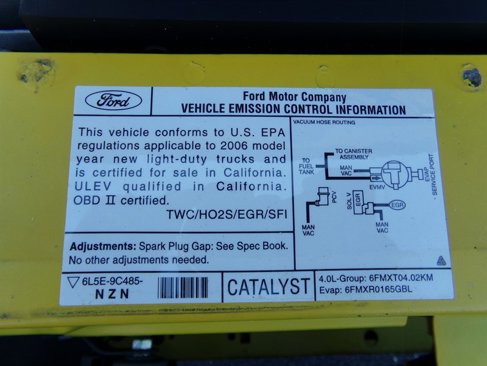 Ford
Ford Motor Company
VEHICLE EMISSION CONTROL INFORMATION
This vehicle conforms to U.S. EPA
regulations applicable to 2006 model
year new light-duty trucks and
is certified for sale in California.
ULEV qualified in California.
OBD II certified.
TWC/HO2S/EGR/SFI
VACUUM HOSE ROUTING
TO CANISTER
ASSEMBLY
TO
FUEL
TANK
MAN
VAC
EVMV
EVAP
- SERVICE PORT
PCV
SOL V
EGR
EGR
MAN
VAC
MAN
VAC
Adjustments: Spark Plug Gap: See Spec Book.
No other adjustments needed.
6L5E-9C485-
NZN
CATALYST
4.0L-Group: 6FMXT04.02KM
Evap: 6FMXR0165GBL